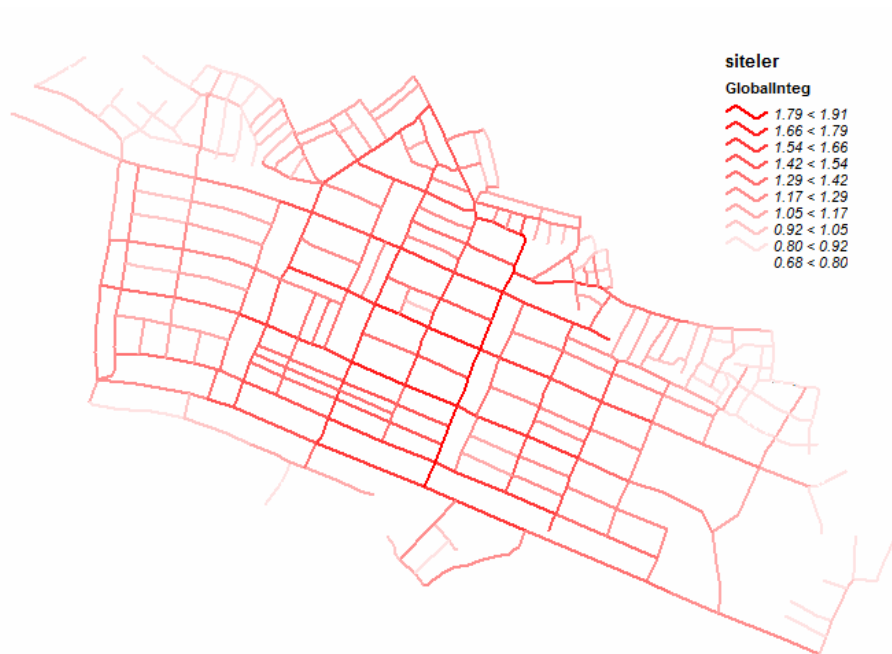 siteler
GlobalInteg
1.79 < 1.91
1.66 < 1.79
1.54 < 1.66
1.42 < 1.54
1.29 < 1.42
1.17 < 1.29
1.05 < 1.17
0.92 < 1.05
0.80 < 0.92
0.68 < 0.80